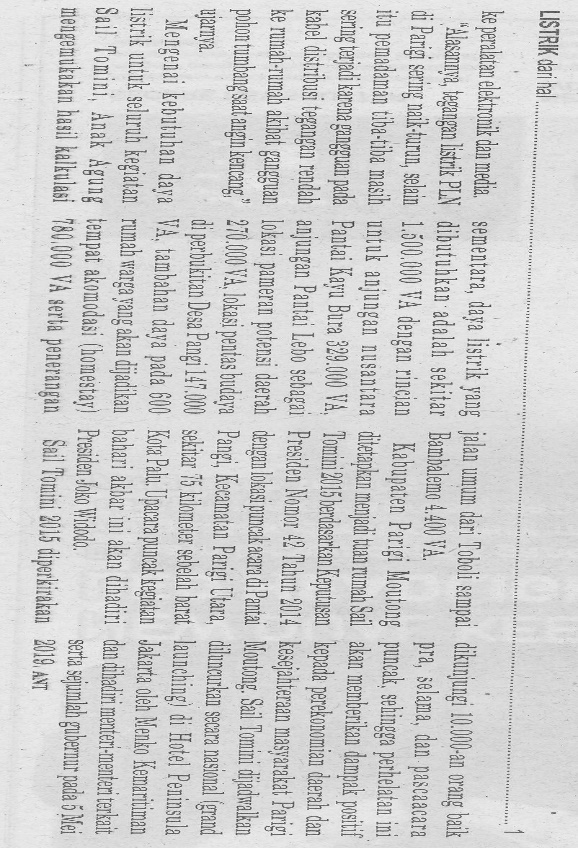 LISTRIK dari hal ........................................ 1
ke peralatan elektronik dan media.
"Alasannya, tegangan listrik PLN
di Parigi sering naik-turun, selain
itu pemadaman tiba-tiba masih
sering terjadi karena gangguan pada
kabel distribusi tegangan rendah
ke rumah-rumah akibat gangguan
pohon tumbang saat angin kencang,"
ujarnya.
Mengenai kebutuhan daya
listrik untuk seluruh kegiatan
Sail Tomini, Anak Agung
mengemukakan hasil kalkulasi
sementara, daya listrik yang
dibutuhkan adalah sekitar
1.500.000 VA dengan rincian
untuk anjungan nusantara
Pantai Kayu Bura 329.000 VA,
anjungan Pantai Lebo sebagai
lokasi pameran potensi daerah
270.000 VA, lokasi pentas budaya
di perbukitan Desa Pangi 147.000
VA, tambahan daya pada 600
rumah warga yang akan dijadikan
tempat akomodasi (homestay)
780.000 VA serta penerangan
jalan umum dari Toboli sampai
Bambalemo 4.400 VA.
Kabupaten Parigi Moutong
ditetapkan menjadi tuan rumah Sail
Tomini 2015 berdasarkan Keputusan
Presiden Nomor 42 Tahun 2014
dengan lokasi puncak acara di Pantai
Pangi, Kecamatan Parigi Utara,
sekitar 75 kilometer sebelah barat
Kota Palu. Upacara puncak kegiatan
bahari akbar ini akan dihadiri
Presiden Joko Widodo.
Sail Tomini 2015 diperkirakan
dikunjungi 10.000-an orang baik
pra, selama, dan pascaacara
puncak, sehingga perhelatan ini
akan memberikan dampak positif
kepada perekonomian daerah dan
kesejahteraan masyarakat Parigi
Moutong. Sail Tomini dijadwalkan
diluncurkan secara nasional (grand
launching) di Hotel Peninsula
Jakarta oleh Menko Kemaritiman
dan dihadiri menteri-menteri terkait
serta sejumlah gubernur pada 5 Mei
2019) ANT